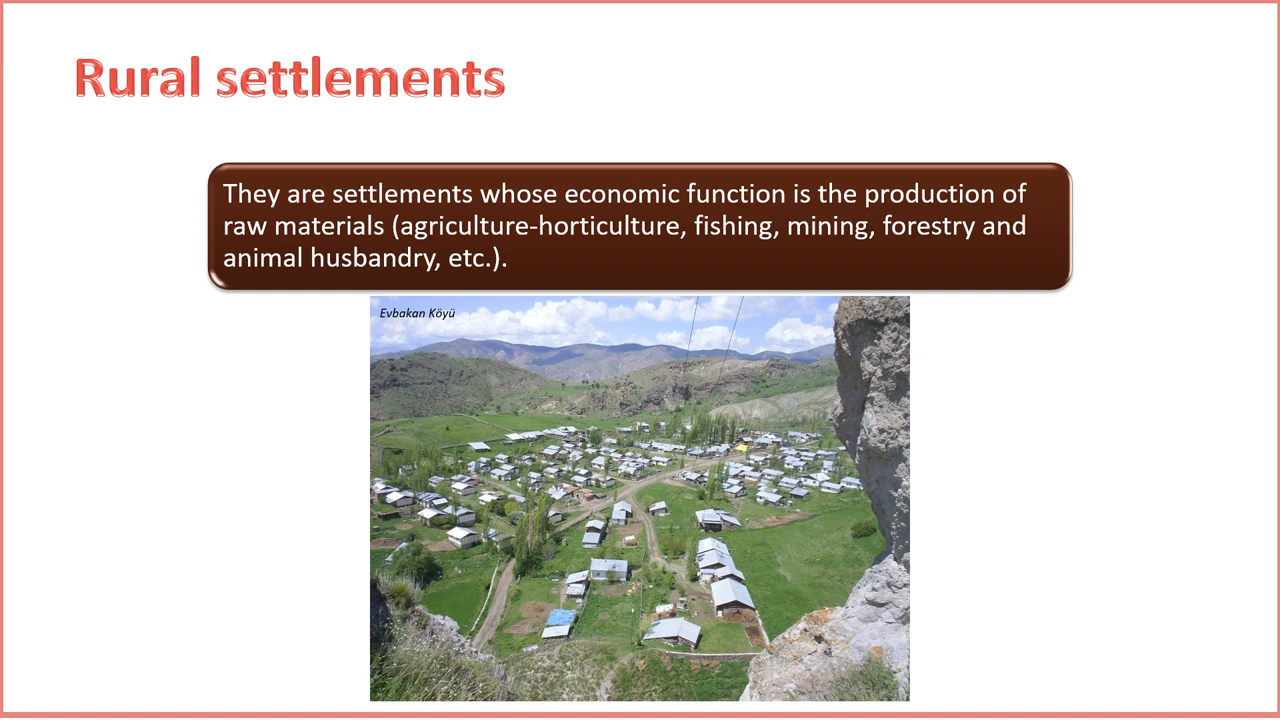 Rural settlements
They are settlements whose economic function is the production of
raw materials (agriculture-horticulture, fishing, mining, forestry and
animal husbandry, etc.).
Evbakan Köyü